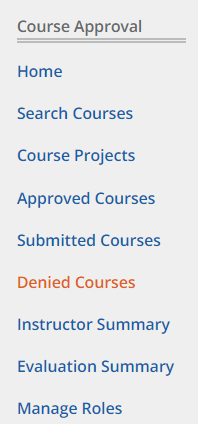 Course Approval
Home
Search Courses
Course Projects
Approved Courses
Submitted Courses
Denied Courses
Instructor Summary
Evaluation Summary
Manage Roles